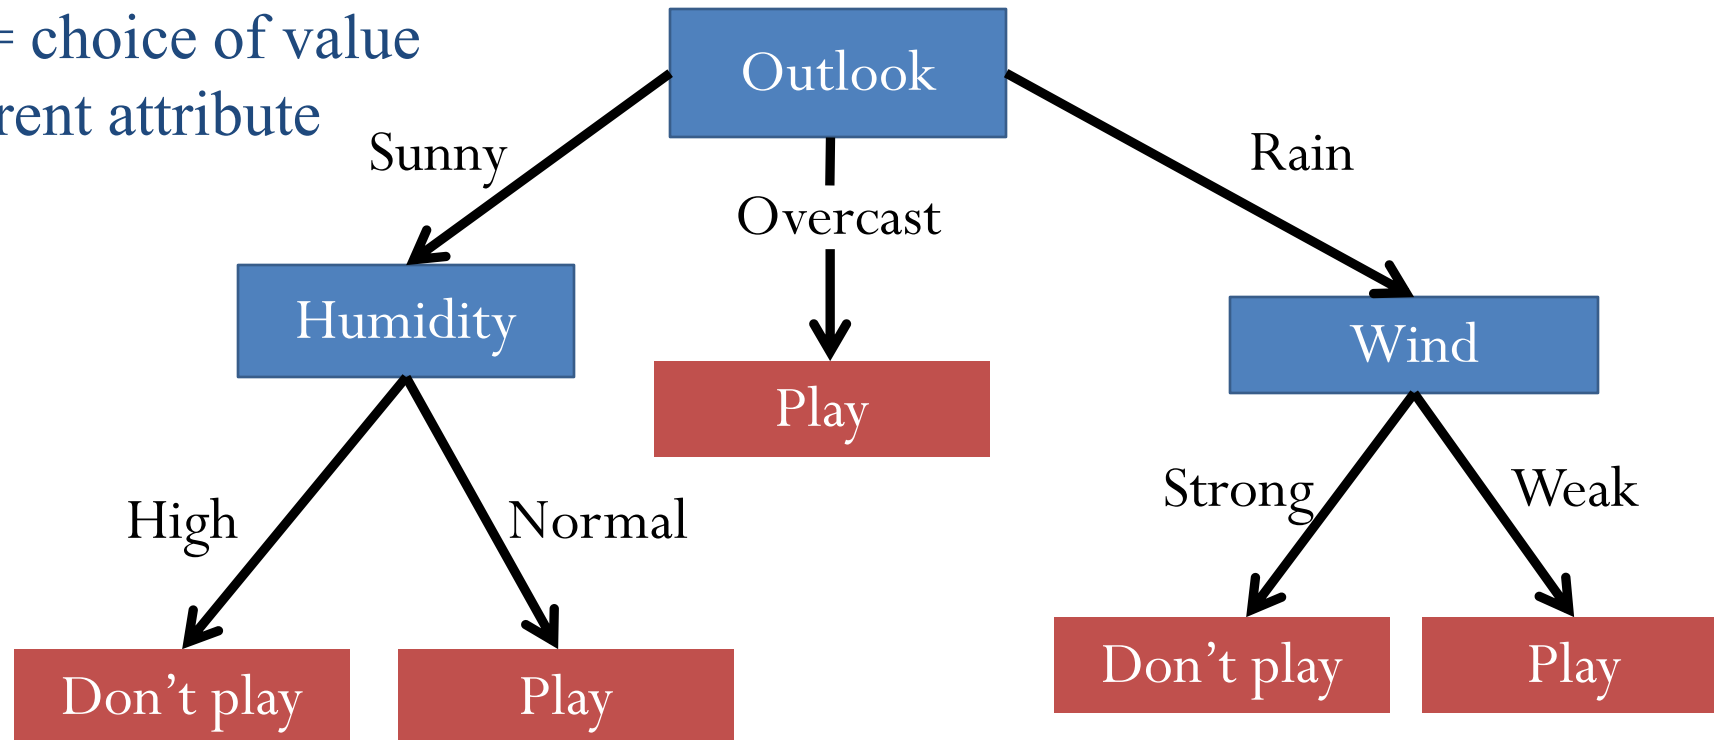 = choice of value
rent attribute
Outlook
Sunny
Overcast
Rain
Humidity
Wind
Play
High
Normal
Strong
Weak
Don’t play
Play
Don’t play
Play